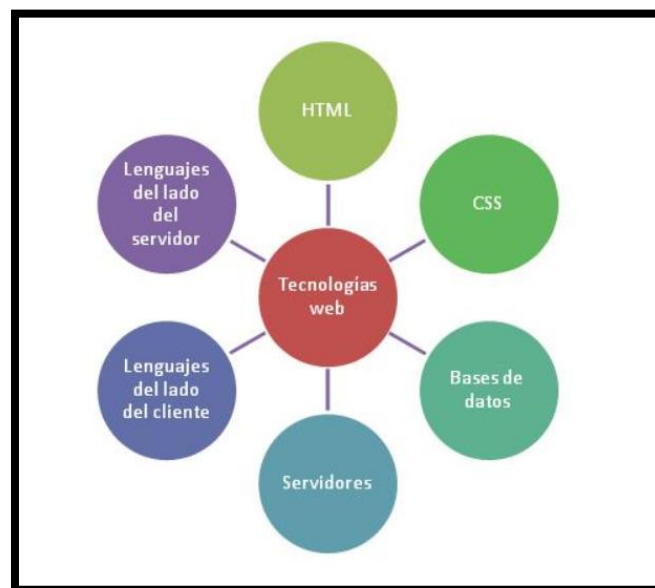 HTML
CSS
Bases de
datos
Servidores
Lenguajes
del lado
del cliente
Lenguajes
del lado
del
servidor
Tecnologías
web